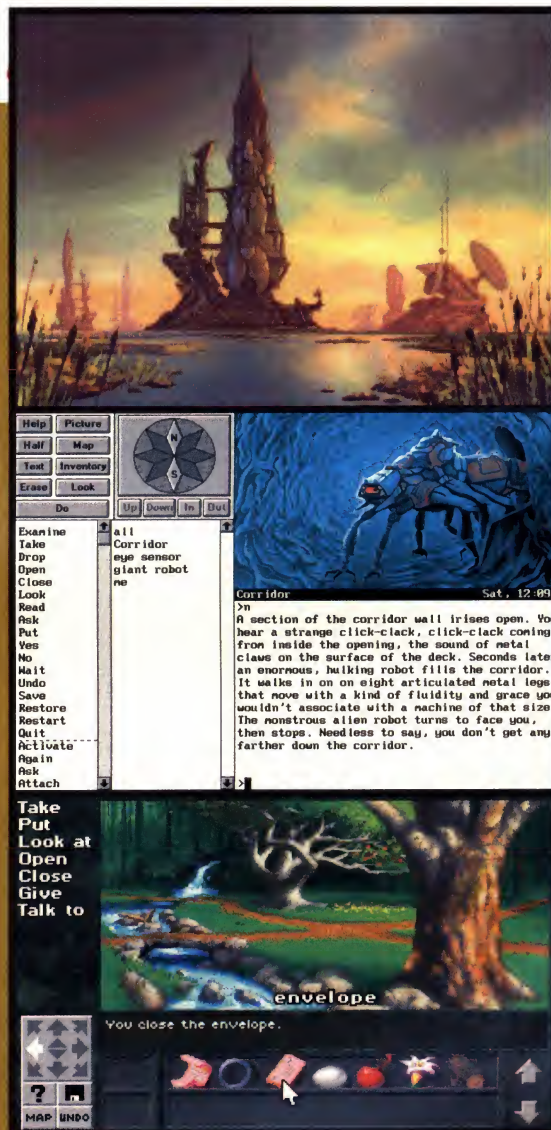 Help Picture
Half Map
Text Inventory
Erase Look
Do
N
S
Up Down In Out
Examine
Take
Drop
Open
Close
Look
Read
Ask
Put
Yes
No
Wait
Undo
Save
Restore
Restart
Quit
Activate
Again
Ask
Attach
all
Corridor
eye sensor
giant robot
me
Corridor Sat, 12:09
>n
A section of the corridor wall irises open. Yo
hear a strange click-clack, click-clack coming
from inside the opening, the sound of metal
claws on the surface of the deck. Seconds late
an enormous, hulking robot fills the corridor.
It walks in on on eight articulated metal legs
that move with a kind of fluidity and grace yo
wouldn't associate with a machine of that size
The monstrous alien robot turns to face you,
then stops. Needless to say, you don't get any
farther down the corridor.
>
Take
Put
Look at
Open
Close
Give
Talk to
envelope
You close the envelope.
?
MAP UNDO